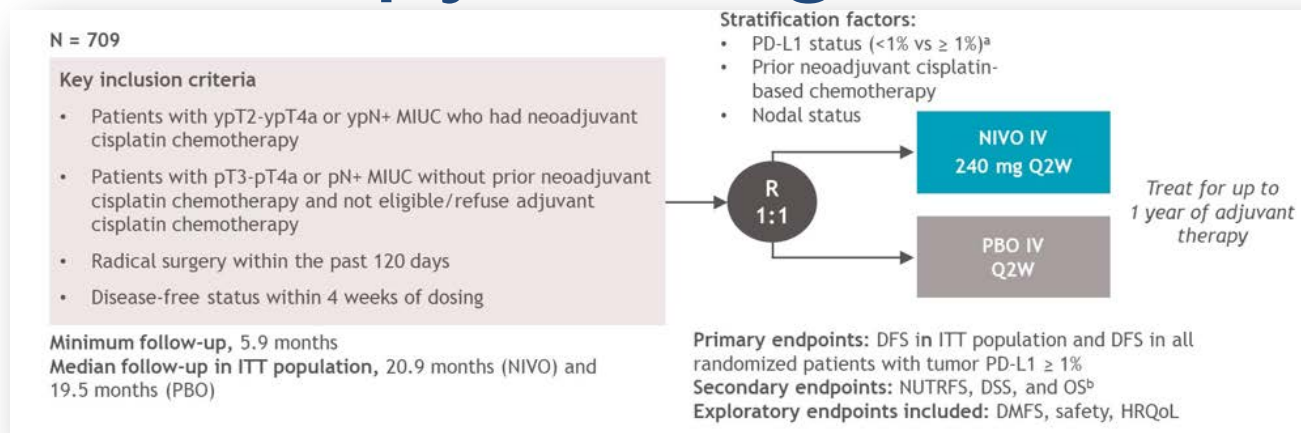 N = 709
Key inclusion criteria
• Patients with ypT2-ypT4a or ypN+ MIUC who had neoadjuvant
cisplatin chemotherapy
• Patients with pT3-pT4a or pN+ MIUC without prior neoadjuvant
cisplatin chemotherapy and not eligible/refuse adjuvant
cisplatin chemotherapy
• Radical surgery within the past 120 days
• Disease-free status within 4 weeks of dosing
Minimum follow-up, 5.9 months
Median follow-up in ITT population, 20.9 months (NIVO) and
19.5 months (PBO)
Stratification factors:
• PD-L1 status (<1% vs ≥ 1%)ᵃ
• Prior neoadjuvant cisplatin-
based chemotherapy
• Nodal status
R
1:1
NIVO IV
240 mg Q2W
PBO IV
Q2W
Treat for up to
1 year of adjuvant
therapy
Primary endpoints: DFS in ITT population and DFS in all
randomized patients with tumor PD-L1 ≥ 1%
Secondary endpoints: NUTRFS, DSS, and OSᵇ
Exploratory endpoints included: DMFS, safety, HRQoL